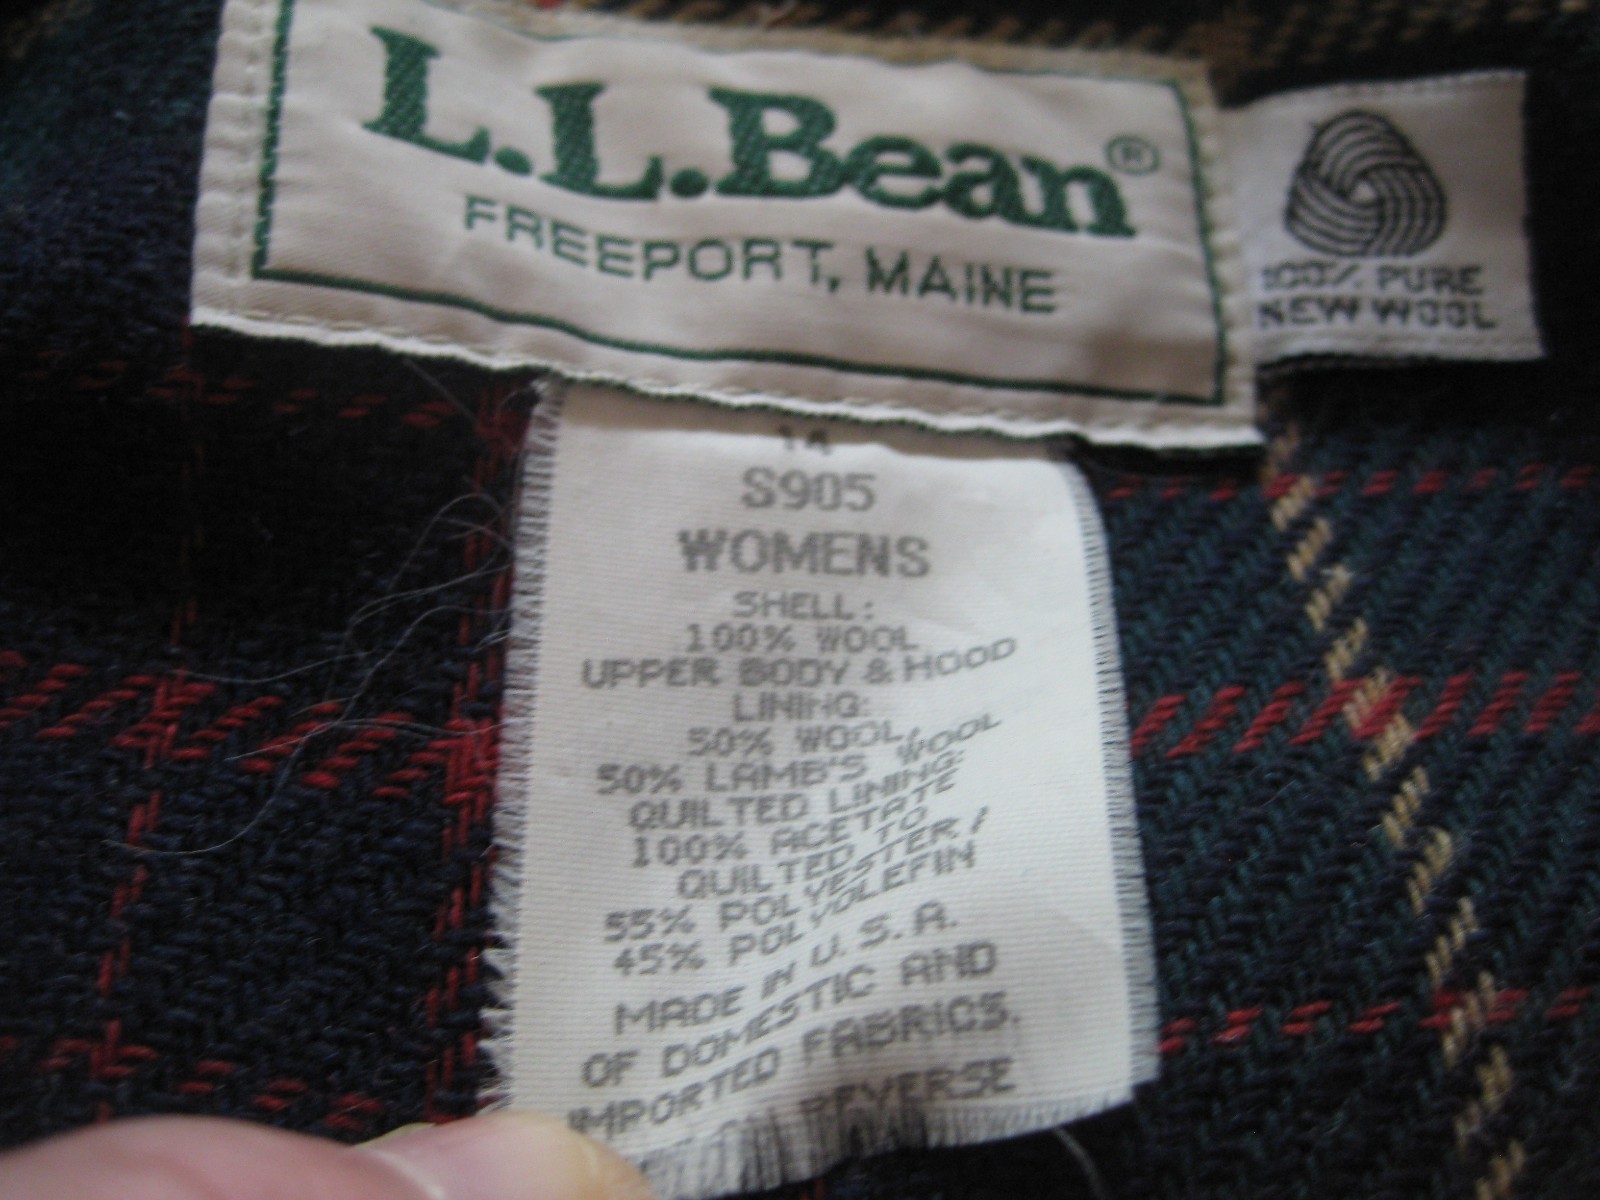 L.L.Bean®
FREEPORT, MAINE
100% PURE
NEW WOOL
14
S905
WOMENS
SHELL:
100% WOOL
UPPER BODY & HOOD
LINING:
50% WOOL,
50% LAMB'S WOOL
QUILTED LINING:
100% ACETATE
QUILTED TO
55% POLYESTER/
45% POLYOLEFIN
MADE IN U.S.A.
OF DOMESTIC AND
IMPORTED FABRICS.
ON REVERSE